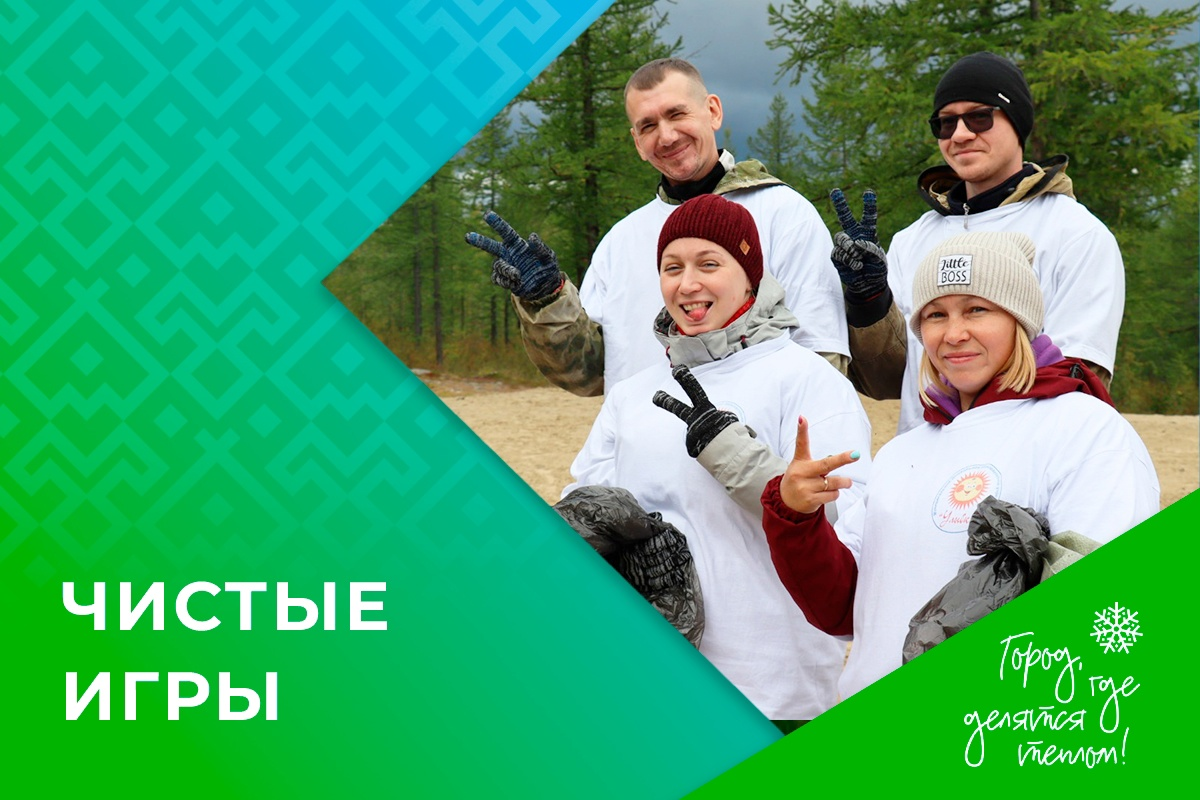 Little
BOSS
ЧИСТЫЕ
ИГРЫ
Город,
где
делятся
теплом!